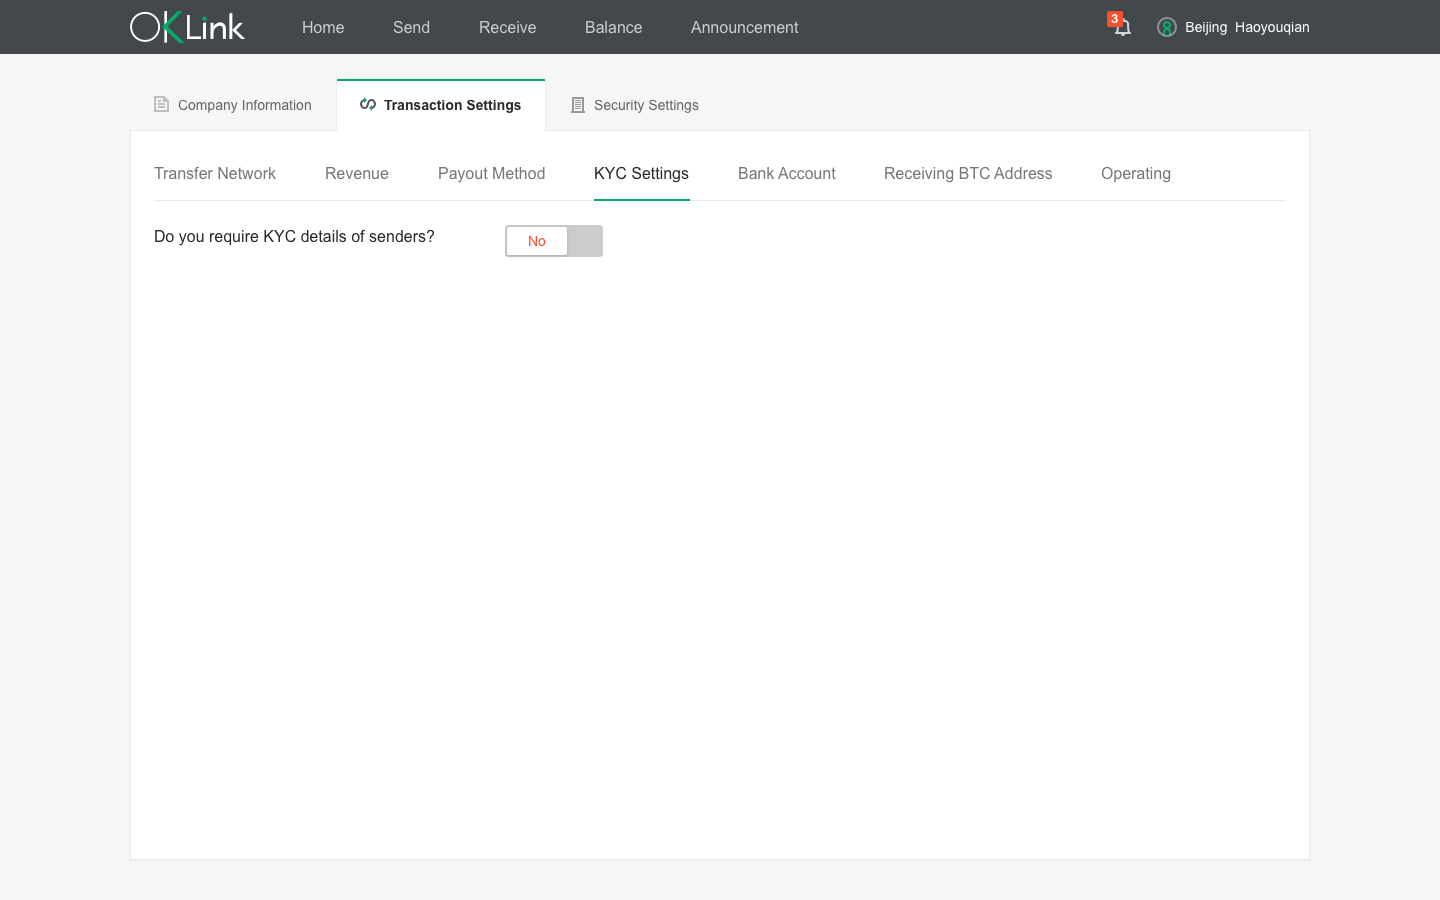 OKLink Home Send Receive Balance Announcement 3 Beijing Haoyouqian
Company Information Transaction Settings Security Settings
Transfer Network Revenue Payout Method KYC Settings Bank Account Receiving BTC Address Operating
Do you require KYC details of senders? No